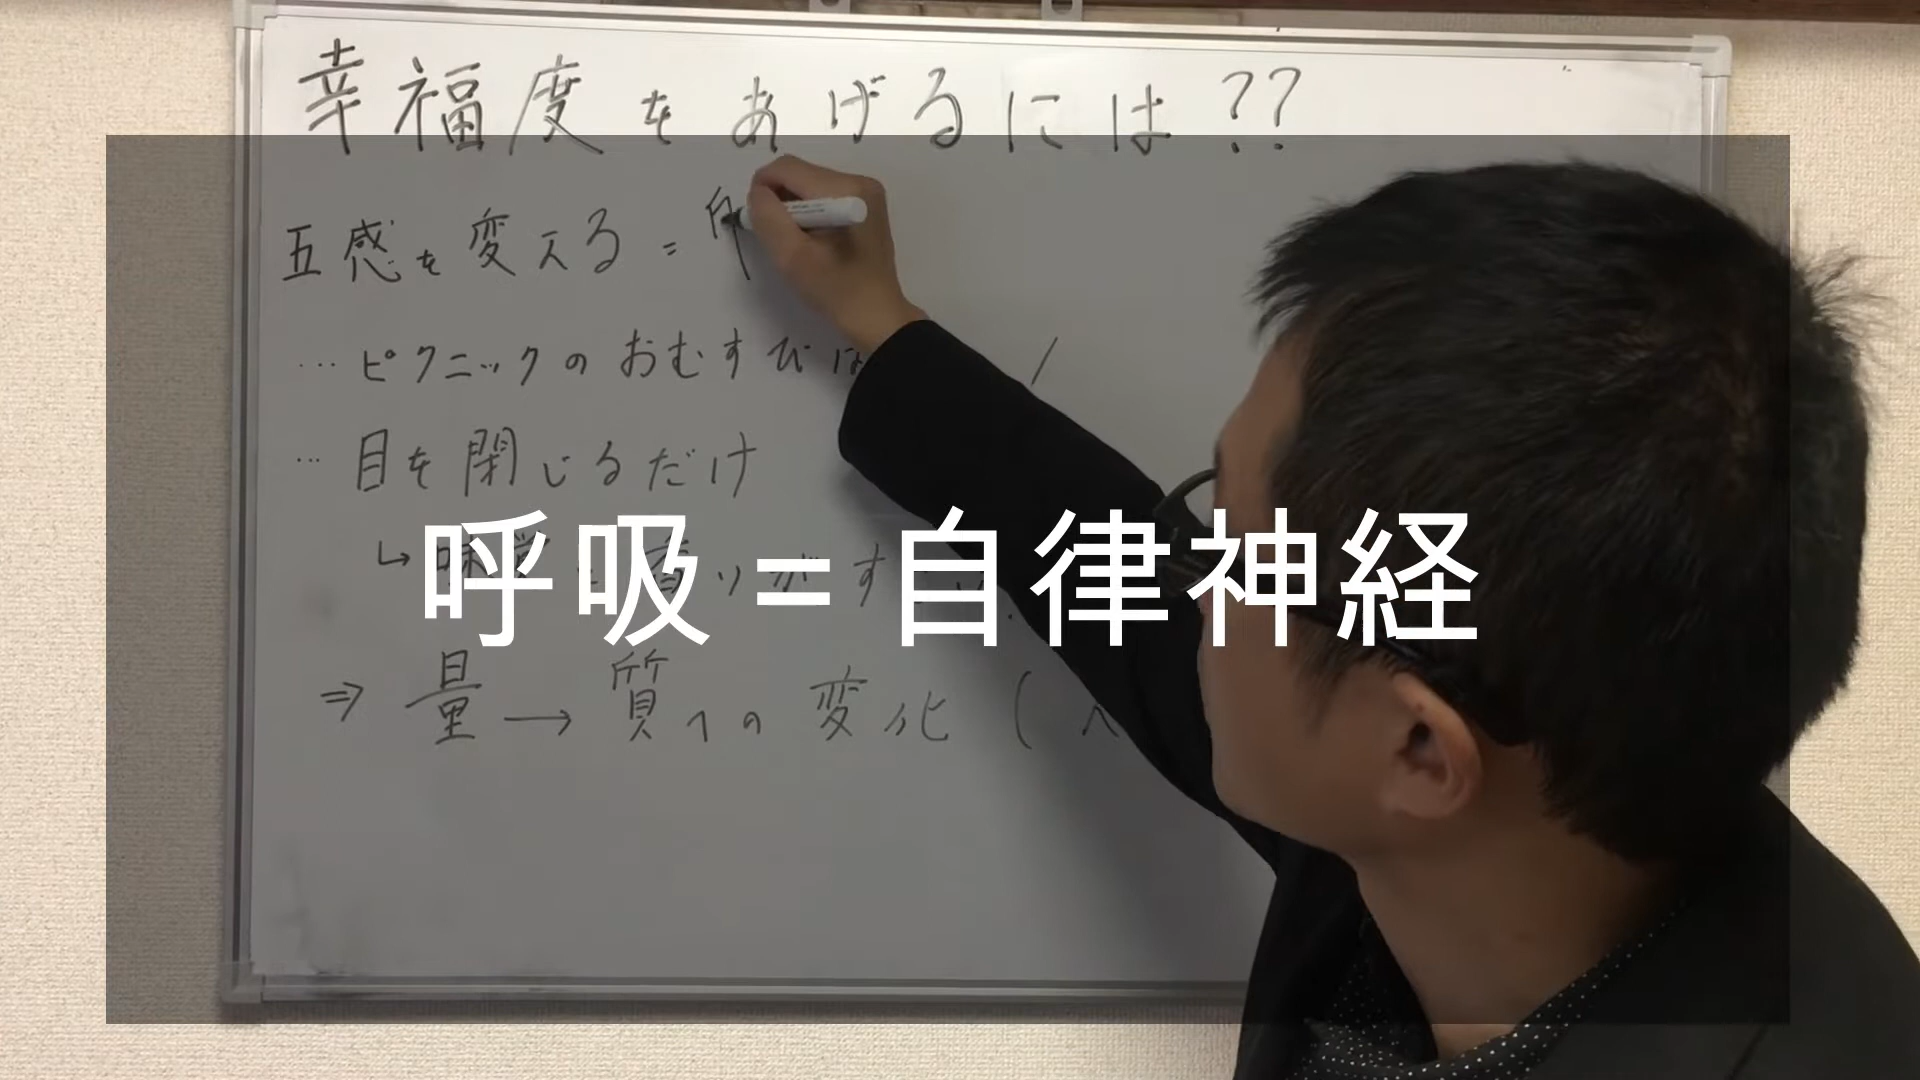 幸福度をあげるには??
五感を変える =
… ピクニックのおむすびは
… 目を閉じるだけ
呼吸=自律神経
⇒ 量→質への変化(